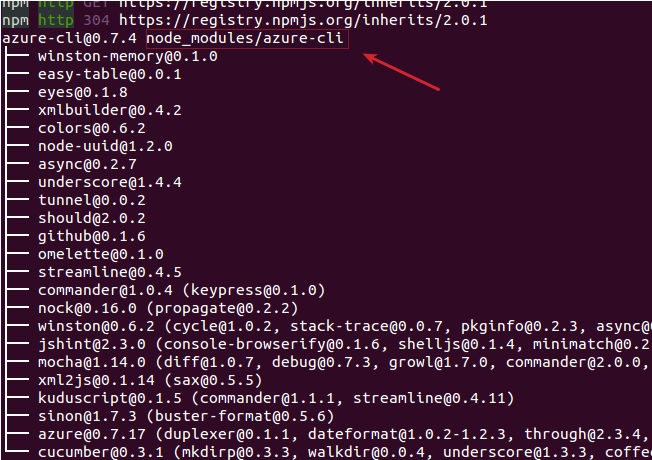 npm http GET https://registry.npmjs.org/inherits/2.0.1
npm http 304 https://registry.npmjs.org/inherits/2.0.1
azure-cli@0.7.4 node_modules/azure-cli
├── winston-memory@0.1.0
├── easy-table@0.0.1
├── eyes@0.1.8
├── xmlbuilder@0.4.2
├── colors@0.6.2
├── node-uuid@1.2.0
├── async@0.2.7
├── underscore@1.4.4
├── tunnel@0.0.2
├── should@2.0.2
├── github@0.1.6
├── omelette@0.1.0
├── streamline@0.4.5
├── commander@1.0.4 (keypress@0.1.0)
├── nock@0.16.0 (propagate@0.2.2)
├── winston@0.6.2 (cycle@1.0.2, stack-trace@0.0.7, pkginfo@0.2.3, async@
├── jshint@2.3.0 (console-browserify@0.1.6, shelljs@0.1.4, minimatch@0.2
├── mocha@1.14.0 (diff@1.0.7, debug@0.7.3, growl@1.7.0, commander@2.0.0,
├── xml2js@0.1.14 (sax@0.5.5)
├── kuduscript@0.1.5 (commander@1.1.1, streamline@0.4.11)
├── sinon@1.7.3 (buster-format@0.5.6)
├── azure@0.7.17 (duplexer@0.1.1, dateformat@1.0.2-1.2.3, through@2.3.4,
└── cucumber@0.3.1 (mkdirp@0.3.3, walkdir@0.0.4, underscore@1.3.3, coffe